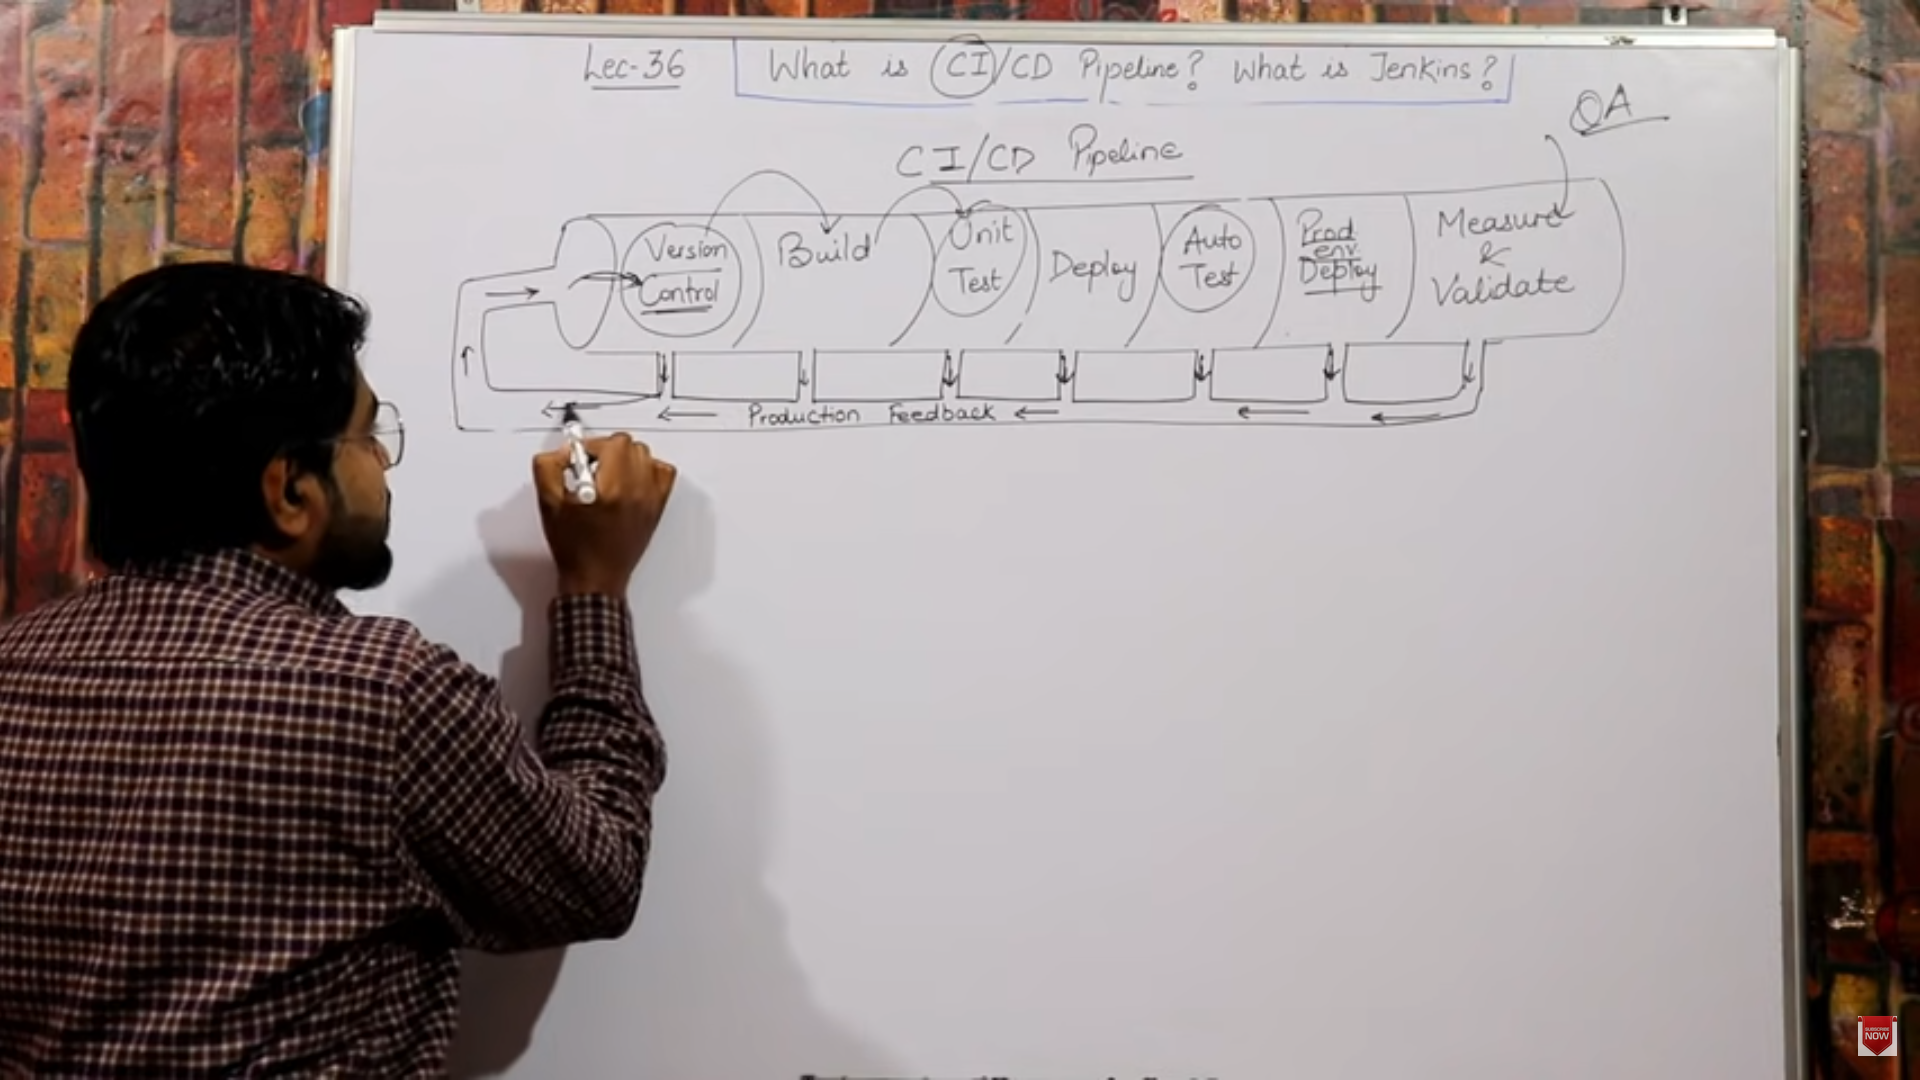 Lec-36 What is CI/CD Pipeline? What is Jenkins?
QA
CI/CD Pipeline
Version
Control
Build
Unit
Test
Deploy
Auto
Test
Prod
env.
Deploy
Measure
&
Validate
Production Feedback
SUBSCRIBE
NOW